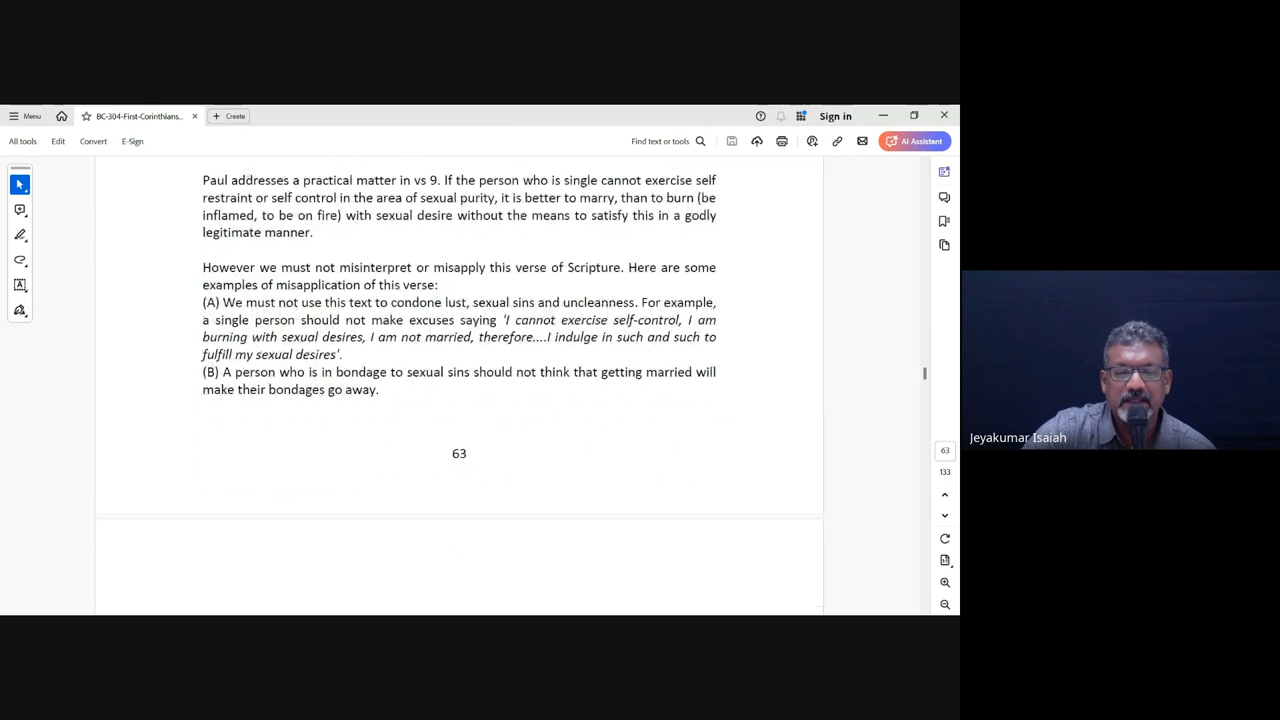 Menu
BC-304-First-Corinthians...
Create
Sign in
All tools
Edit
Convert
E-Sign
Find text or tools
AI Assistant
Paul addresses a practical matter in vs 9. If the person who is single cannot exercise self
restraint or self control in the area of sexual purity, it is better to marry, than to burn (be
inflamed, to be on fire) with sexual desire without the means to satisfy this in a godly
legitimate manner.
However we must not misinterpret or misapply this verse of Scripture. Here are some
examples of misapplication of this verse:
(A) We must not use this text to condone lust, sexual sins and uncleanness. For example,
a single person should not make excuses saying 'I cannot exercise self-control, I am
burning with sexual desires, I am not married, therefore....I indulge in such and such to
fulfill my sexual desires'.
(B) A person who is in bondage to sexual sins should not think that getting married will
make their bondages go away.
63
63
133
Jeyakumar Isaiah